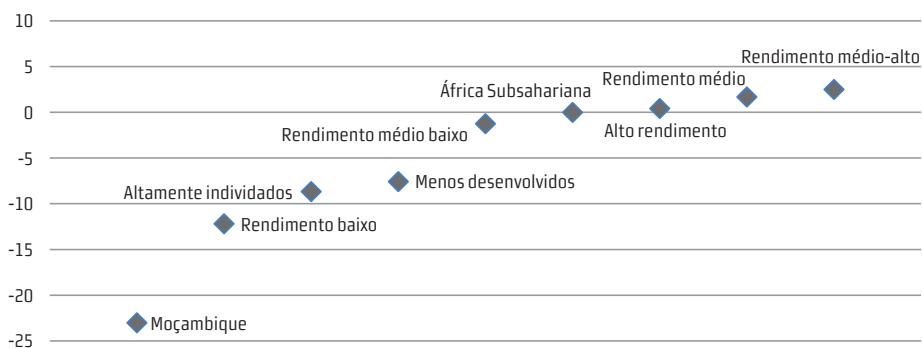 10
Rendimento médio-alto
5
Rendimento médio
África Subsahariana
0
Rendimento médio baixo
Alto rendimento
-5
Menos desenvolvidos
Altamente individados
-10
Rendimento baixo
-15
-20
Moçambique
-25